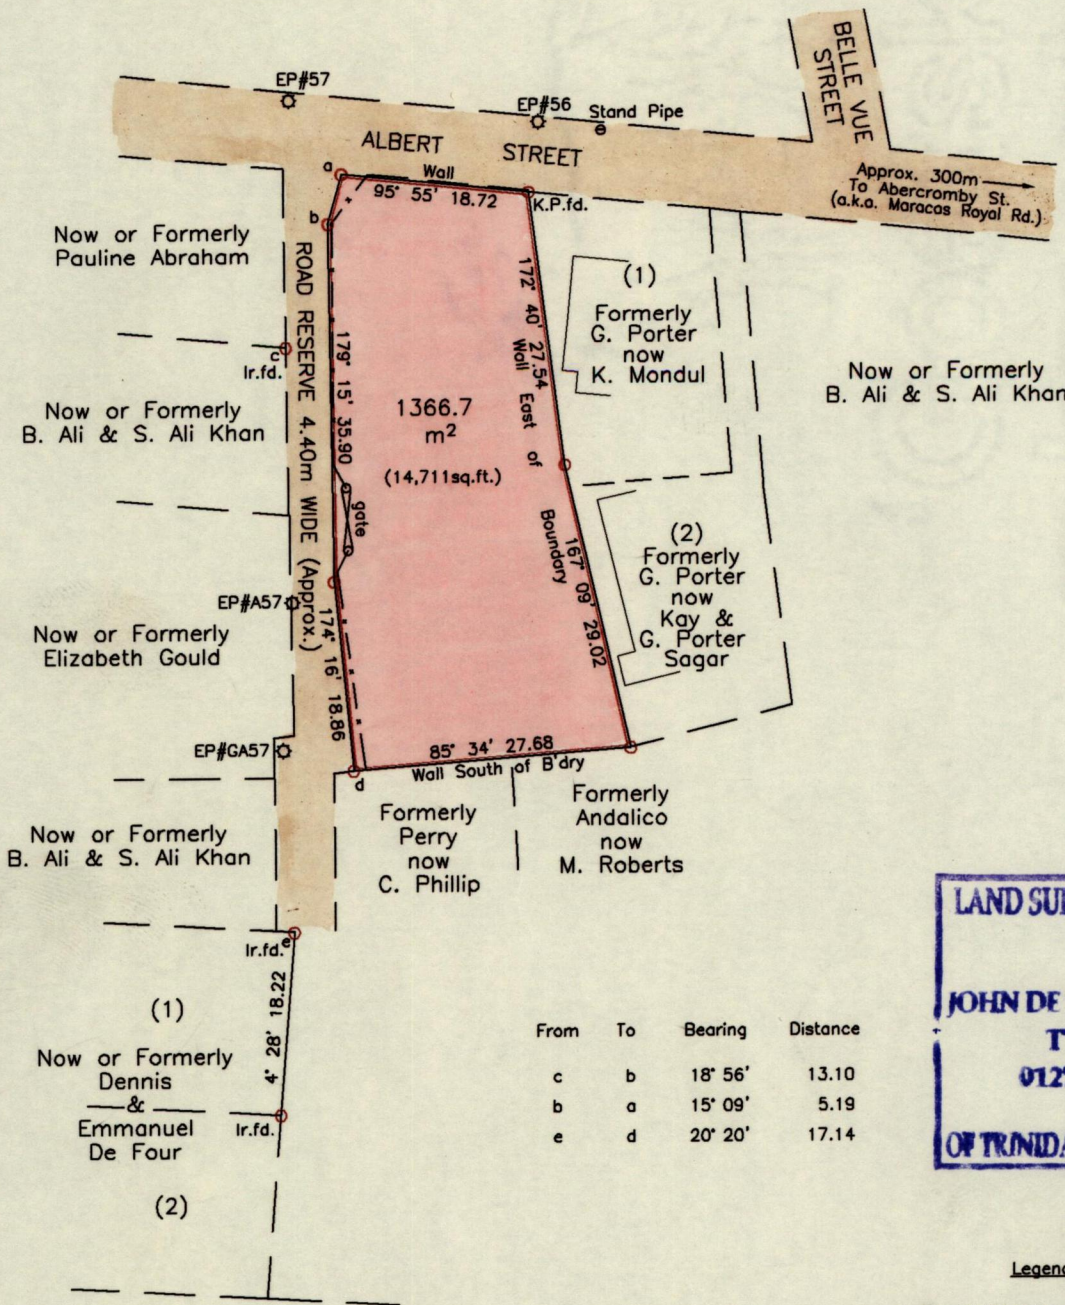 BELLE VUE
STREET
EP#57
EP#56
Stand Pipe
ALBERT STREET
Approx. 300m
To Abercromby St.
(a.k.a. Maracas Royal Rd.)
a
Wall
95° 55' 18.72
K.P.fd.
b
Now or Formerly
Pauline Abraham
ROAD RESERVE 4.40m WIDE (Approx.)
172° 40' 27.54
Wall East of Boundary
(1)
Formerly
G. Porter
now
K. Mondul
c
Ir.fd.
179° 15' 35.90
Now or Formerly
B. Ali & S. Ali Khan
1366.7
m²
(14,711sq.ft.)
Now or Formerly
B. Ali & S. Ali Khan
gate
(2)
Formerly
G. Porter
now
Kay &
G. Porter
Sagar
167° 09' 29.02
EP#A57
Now or Formerly
Elizabeth Gould
174° 16' 18.86
EP#GA57
85° 34' 27.68
Wall South of B'dry
d
Now or Formerly
B. Ali & S. Ali Khan
Formerly
Perry
now
C. Phillip
Formerly
Andalico
now
M. Roberts
Ir.fd.
e
4° 28' 18.22
(1)
Now or Formerly
Dennis
&
Emmanuel
De Four
Ir.fd.
(2)
From To Bearing Distance
c b 18° 56' 13.10
b a 15° 09' 5.19
e d 20° 20' 17.14
LAND SU
JOHN DE
T
012
OF TRINIDA
Legend